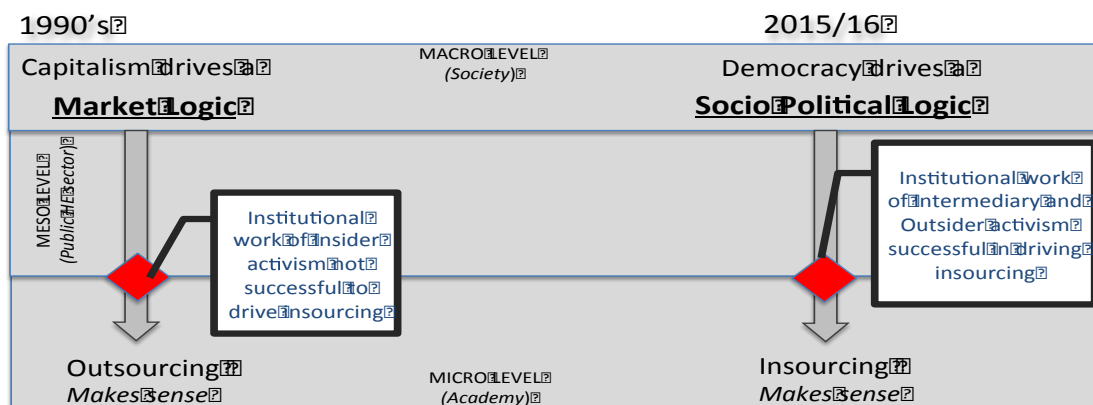 1990's
2015/16
MACRO LEVEL
(Society)
Capitalism drives a
Market Logic
Democracy drives a
Socio Political Logic
MESO LEVEL
(Public HE sector)
Institutional
work of Insider
activism not
successful to
drive insourcing
Institutional work
of Intermediary and
Outsider activism
successful in driving
insourcing
Outsourcing
Makes sense
MICRO LEVEL
(Academy)
Insourcing
Makes sense